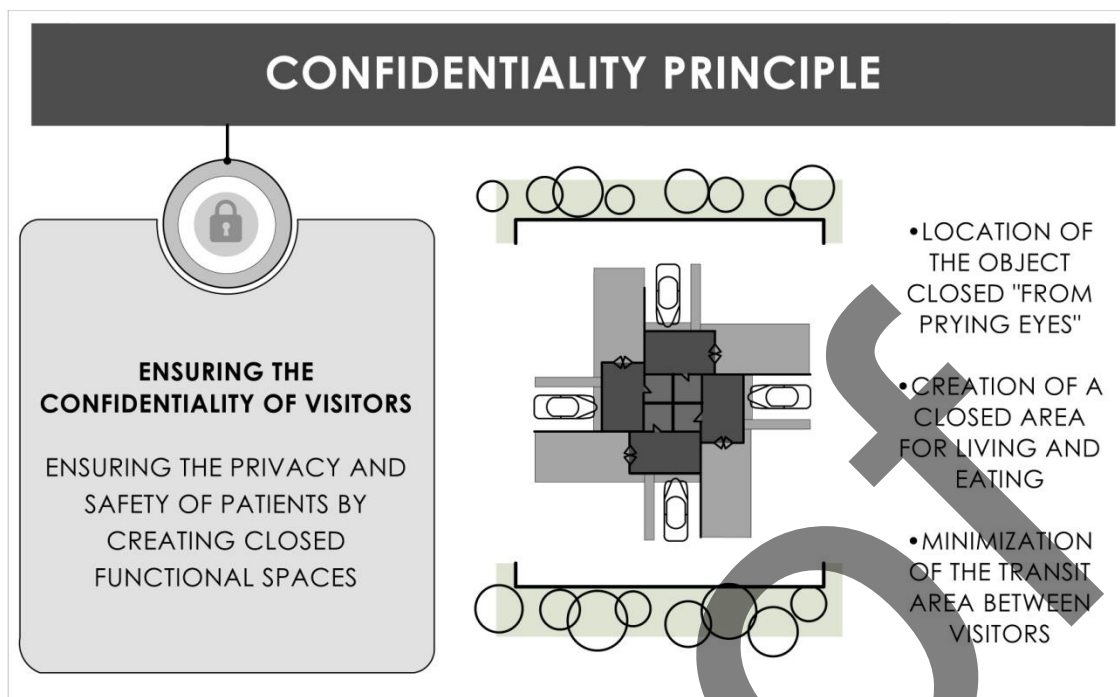 CONFIDENTIALITY PRINCIPLE
ENSURING THE
CONFIDENTIALITY OF VISITORS
ENSURING THE PRIVACY AND
SAFETY OF PATIENTS BY
CREATING CLOSED
FUNCTIONAL SPACES
•LOCATION OF
THE OBJECT
CLOSED "FROM
PRYING EYES"
•CREATION OF A
CLOSED AREA
FOR LIVING AND
EATING
•MINIMIZATION
OF THE TRANSIT
AREA BETWEEN
VISITORS
of